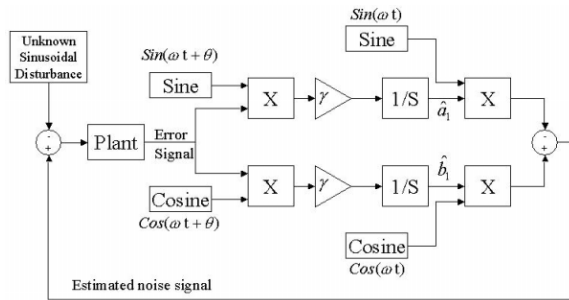 Unknown
Sinusoidal
Disturbance
Sin(ω t + θ)
Sine
Sin(ω t)
Sine
X
γ
1/S
â₁
X
-
+
Plant
Error
Signal
-
+
X
γ
1/S
b̂₁
X
Cosine
Cos(ω t + θ)
Cosine
Cos(ω t)
Estimated noise signal